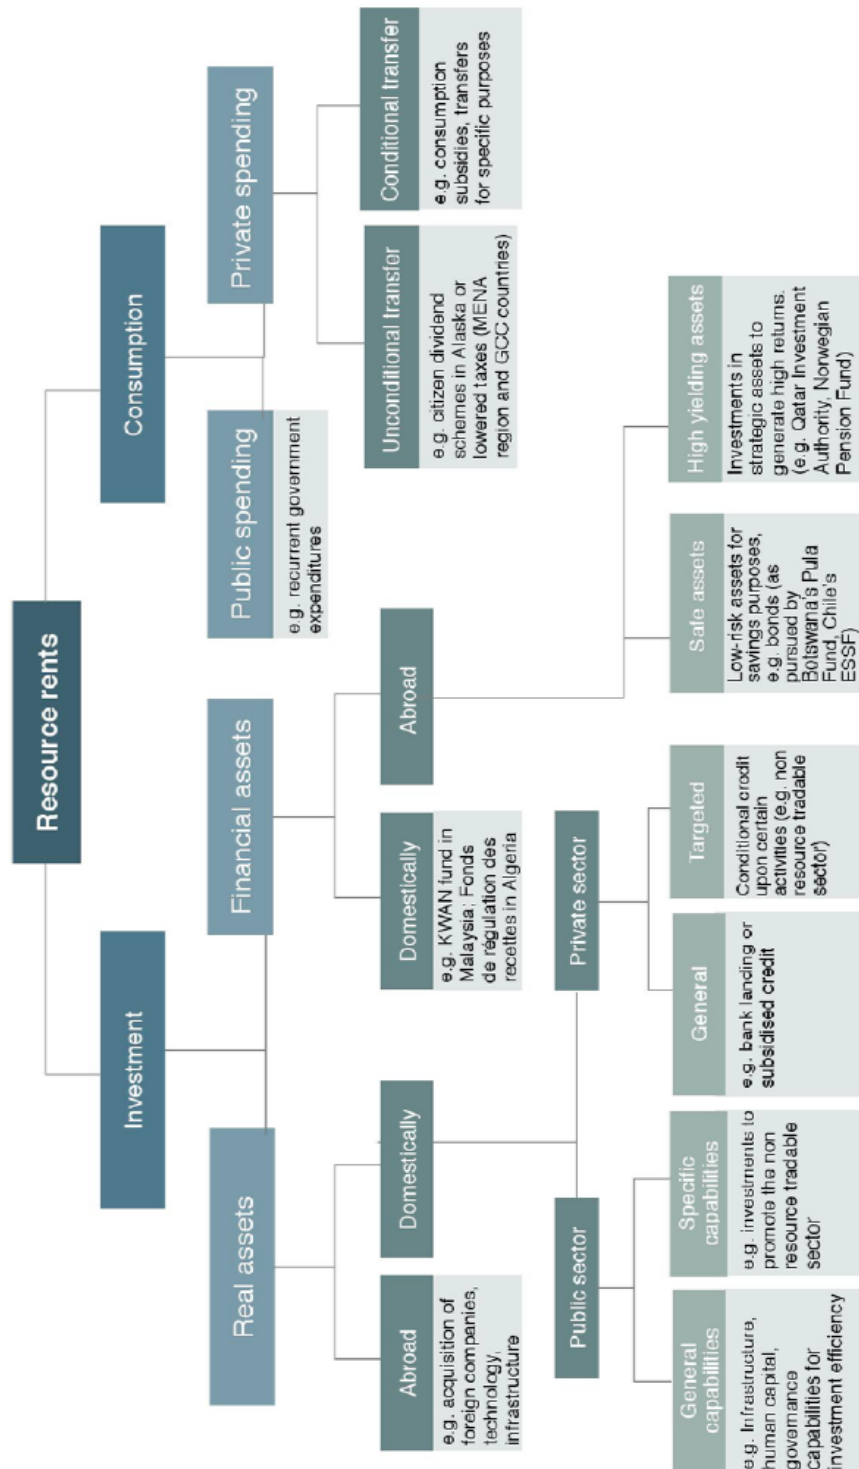 Resource rents
Investment
Consumption
Real assets
Financial assets
Public spending
e.g. recurrent government
expenditures
Private spending
Abroad
e.g. acquisition of
foreign companies,
technology,
infrastructure
Domestically
Domestically
e.g. KWAN fund in
Malaysia; Fonds
de régulation des
recettes in Algeria
Abroad
Unconditional transfer
e.g. citizen dividend
schemes in Alaska or
lowered taxes (MENA
region and GCC countries)
Conditional transfer
e.g. consumption
subsidies, transfers
for specific purposes
Public sector
Private sector
General
capabilities
e.g. Infrastructure,
human capital,
governance
capabilities for
investment efficiency
Specific
capabilities
e.g. investments to
promote the non
resource tradable
sector
General
e.g. bank landing or
subsidised credit
Targeted
Conditional credit
upon certain
activities (e.g. non
resource tradable
sector)
Safe assets
Low-risk assets for
savings purposes,
e.g. bonds (as
pursued by
Botswana's Pula
Fund, Chile's
ESSF)
High yielding assets
Investments in
strategic assets to
generate high returns.
(e.g. Qatar Investment
Authority, Norwegian
Pension Fund)